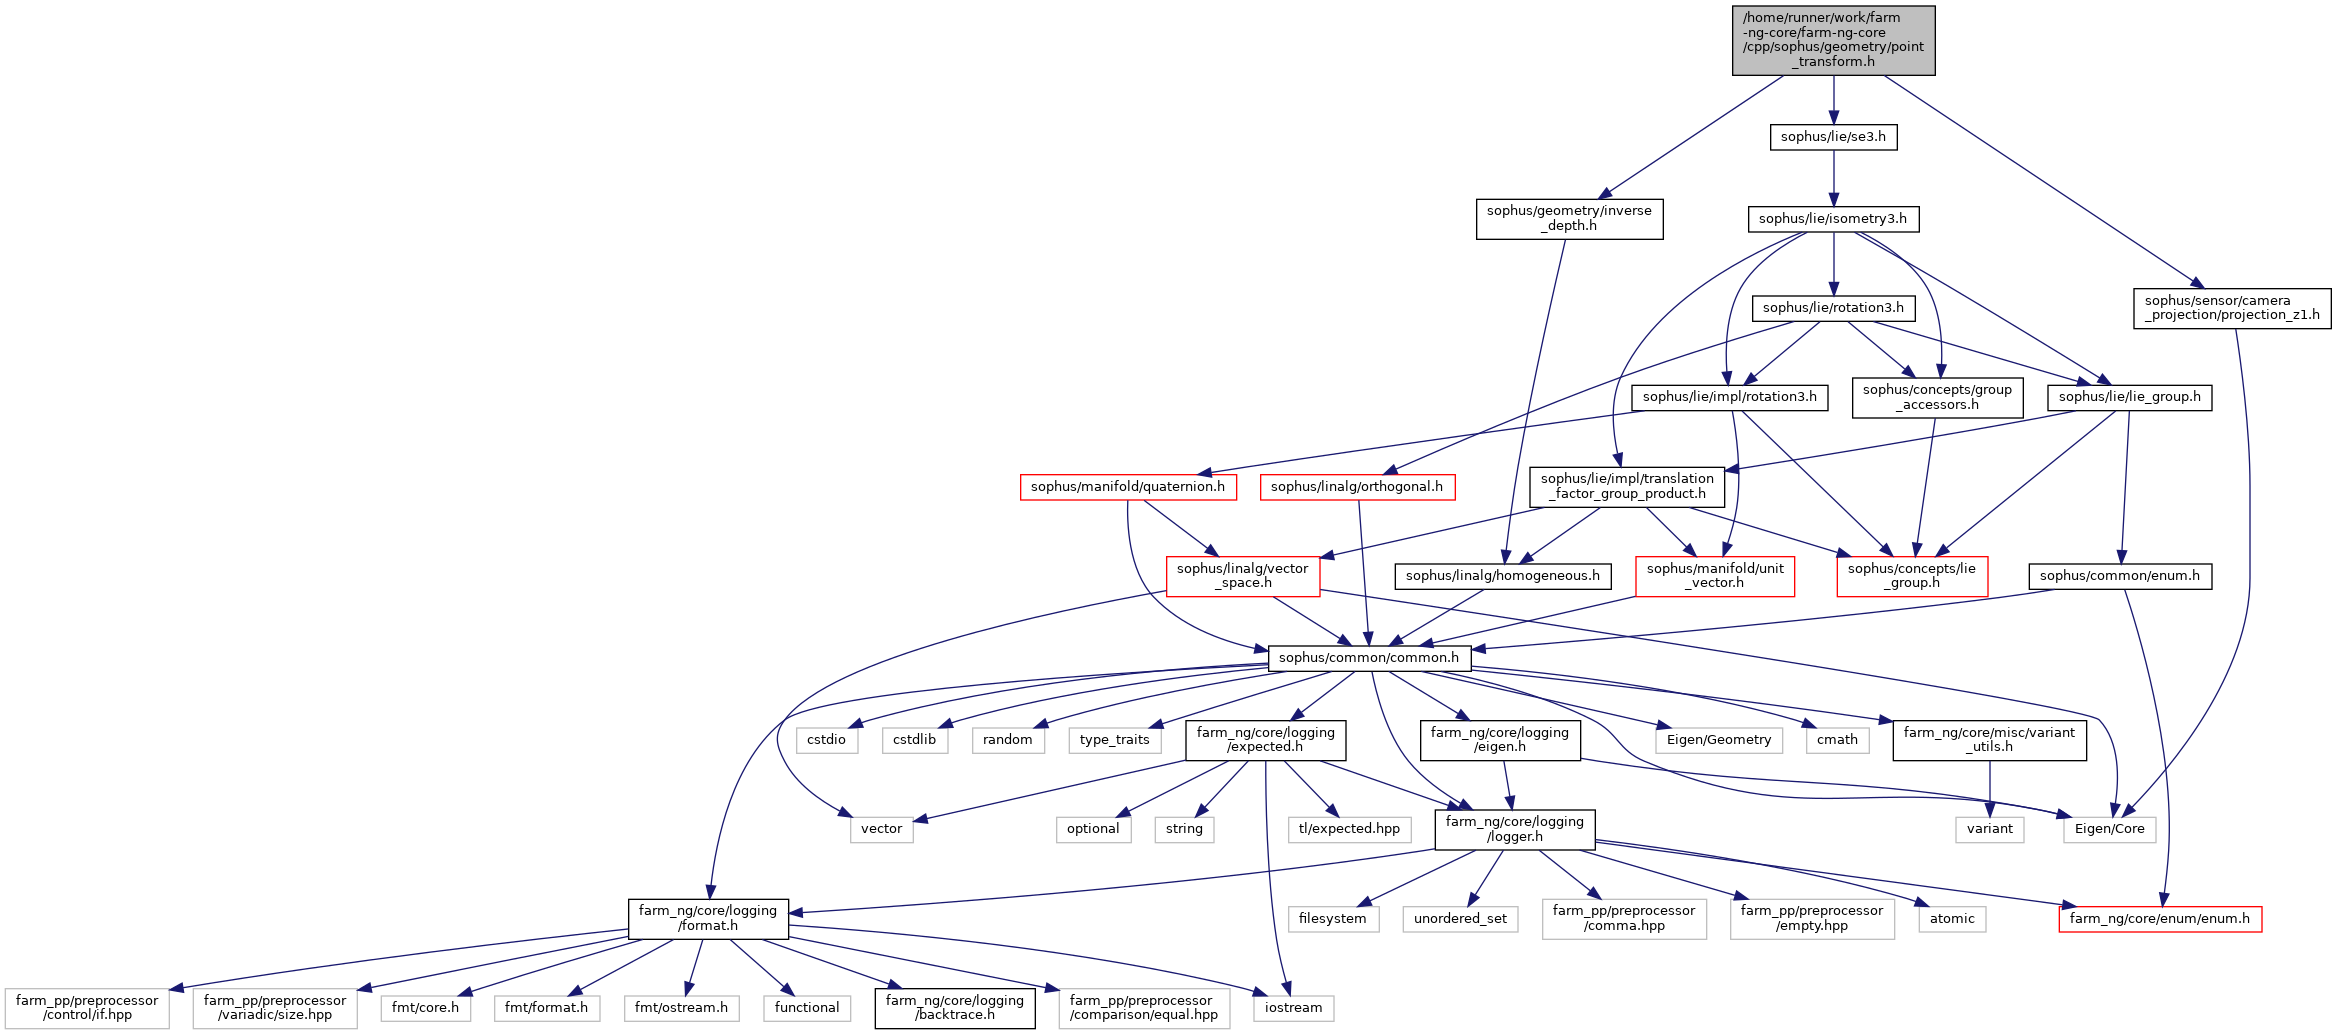 /home/runner/work/farm
-ng-core/farm-ng-core
/cpp/sophus/geometry/point
_transform.h
sophus/lie/se3.h
sophus/geometry/inverse
_depth.h
sophus/lie/isometry3.h
sophus/lie/rotation3.h
sophus/sensor/camera
_projection/projection_z1.h
sophus/lie/impl/rotation3.h
sophus/concepts/group
_accessors.h
sophus/lie/lie_group.h
sophus/manifold/quaternion.h
sophus/linalg/orthogonal.h
sophus/lie/impl/translation
_factor_group_product.h
sophus/linalg/vector
_space.h
sophus/linalg/homogeneous.h
sophus/manifold/unit
_vector.h
sophus/concepts/lie
_group.h
sophus/common/enum.h
sophus/common/common.h
cstdio
cstdlib
random
type_traits
farm_ng/core/logging
/expected.h
farm_ng/core/logging
/eigen.h
Eigen/Geometry
cmath
farm_ng/core/misc/variant
_utils.h
vector
optional
string
tl/expected.hpp
farm_ng/core/logging
/logger.h
variant
Eigen/Core
farm_ng/core/logging
/format.h
filesystem
unordered_set
farm_pp/preprocessor
/comma.hpp
farm_pp/preprocessor
/empty.hpp
atomic
farm_ng/core/enum/enum.h
farm_pp/preprocessor
/control/if.hpp
farm_pp/preprocessor
/variadic/size.hpp
fmt/core.h
fmt/format.h
fmt/ostream.h
functional
farm_ng/core/logging
/backtrace.h
farm_pp/preprocessor
/comparison/equal.hpp
iostream